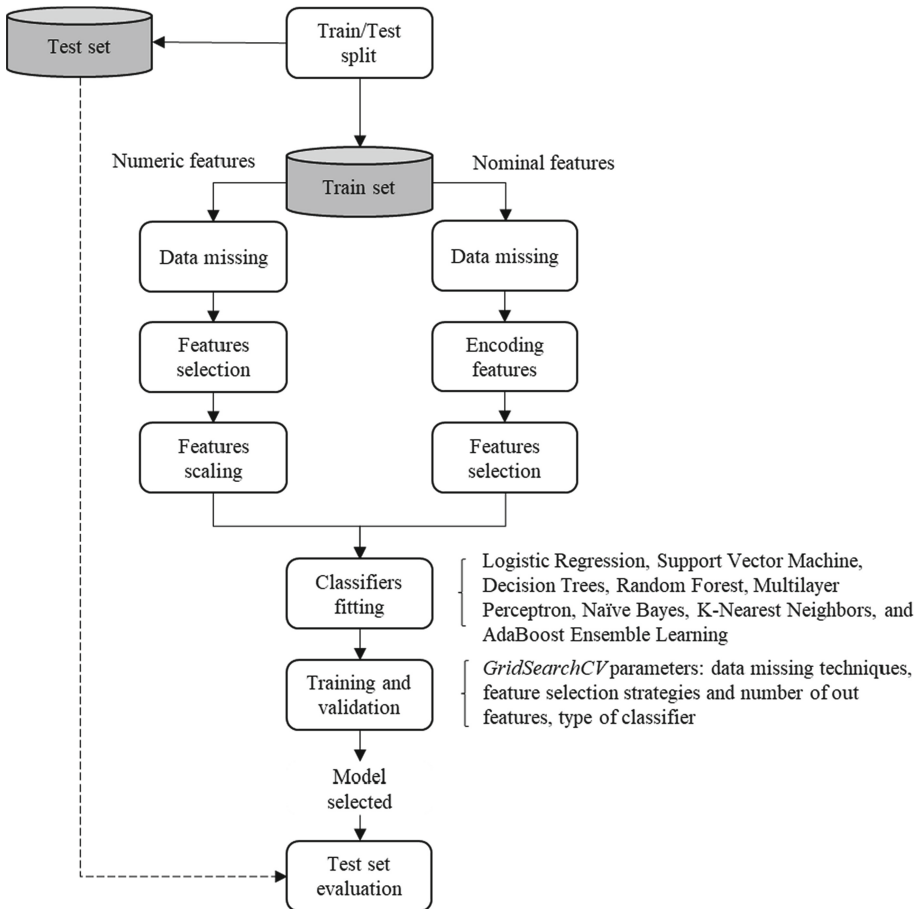 Test set
Train/Test
split
Numeric features
Nominal features
Train set
Data missing
Data missing
Features
selection
Encoding
features
Features
scaling
Features
selection
Classifiers
fitting
Logistic Regression, Support Vector Machine,
Decision Trees, Random Forest, Multilayer
Perceptron, Naïve Bayes, K-Nearest Neighbors, and
AdaBoost Ensemble Learning
Training and
validation
GridSearchCV parameters: data missing techniques,
feature selection strategies and number of out
features, type of classifier
Model
selected
Test set
evaluation